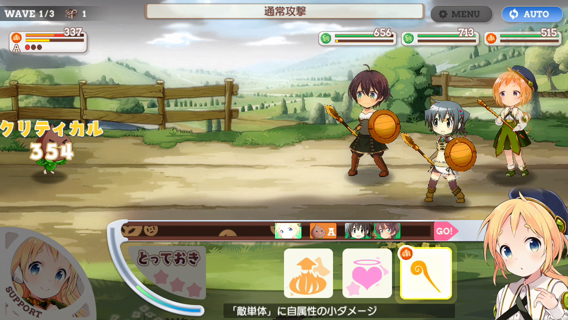 WAVE 1/3
1
通常攻撃
MENU
AUTO
337
A
656
713
515
クリティカル
354
A
GO!
SUPPORT
とっておき
「敵単体」に自属性の小ダメージ